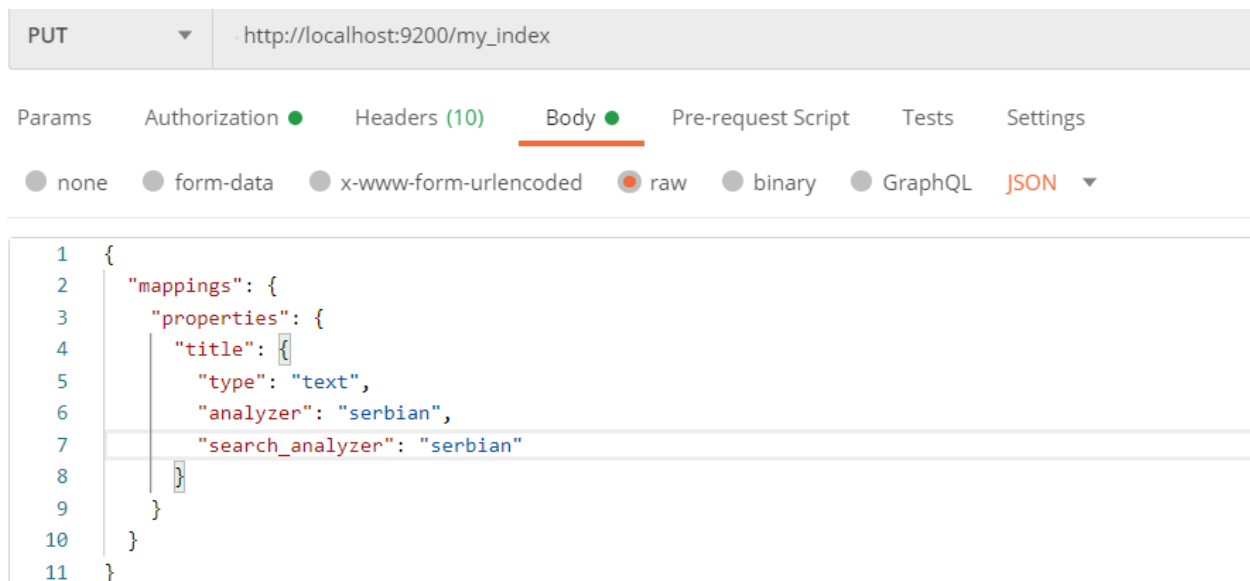 PUT http://localhost:9200/my_index
Params Authorization Headers (10) Body Pre-request Script Tests Settings
none form-data x-www-form-urlencoded raw binary GraphQL JSON
1 {
2 "mappings": {
3 "properties": {
4 "title": {
5 "type": "text",
6 "analyzer": "serbian",
7 "search_analyzer": "serbian"
8 }
9 }
10 }
11 }